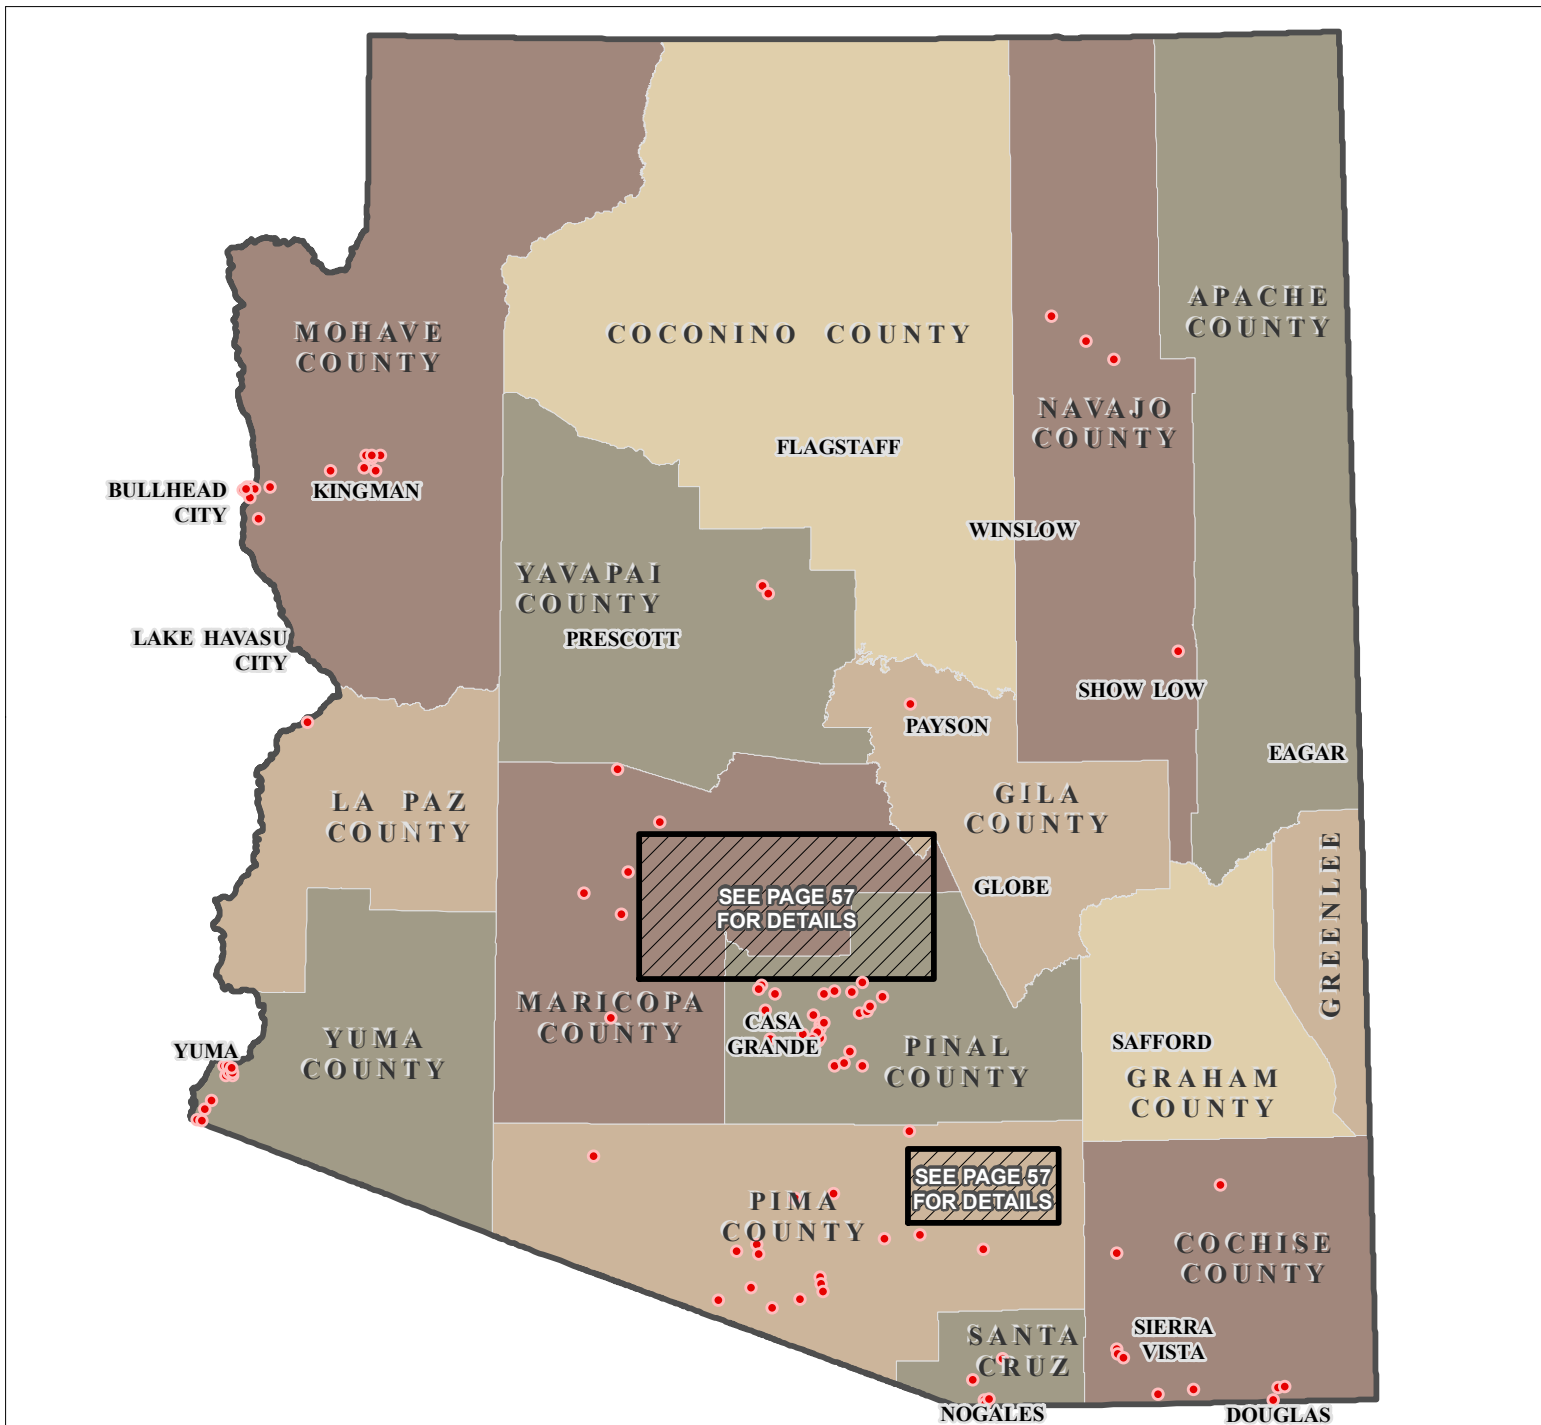 APACHE
COUNTY
MOHAVE
COUNTY
COCONINO COUNTY
NAVAJO
COUNTY
FLAGSTAFF
BULLHEAD
CITY
KINGMAN
WINSLOW
YAVAPAI
COUNTY
PRESCOTT
LAKE HAVASU
CITY
SHOW LOW
PAYSON
EAGAR
LA PAZ
COUNTY
GILA
COUNTY
GLOBE
SEE PAGE 57
FOR DETAILS
GREENLEE
MARICOPA
COUNTY
CASA
GRANDE
YUMA
YUMA
COUNTY
PINAL
COUNTY
SAFFORD
GRAHAM
COUNTY
SEE PAGE 57
FOR DETAILS
PIMA
COUNTY
COCHISE
COUNTY
SANTA
CRUZ
SIERRA
VISTA
NOGALES
DOUGLAS